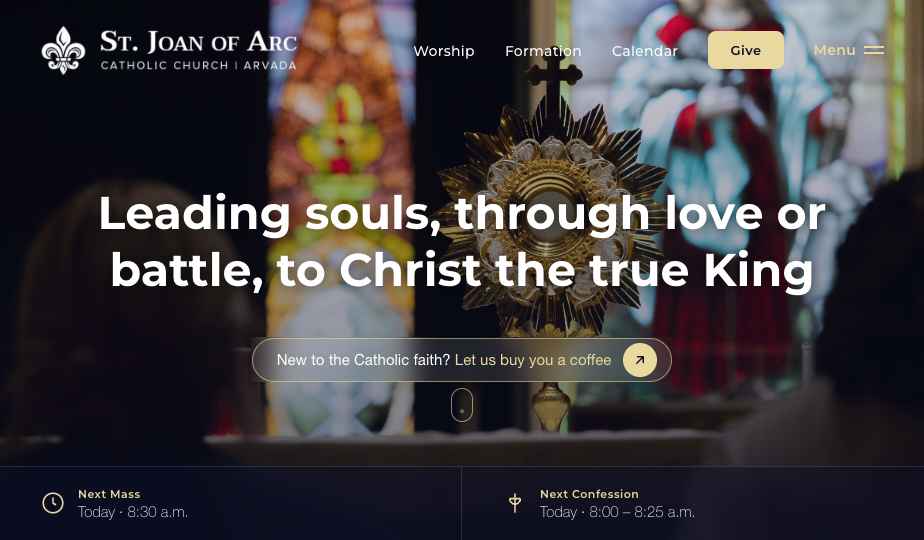 St. Joan of Arc
CATHOLIC CHURCH | ARVADA
Worship
Formation
Calendar
Give
Menu
Leading souls, through love or
battle, to Christ the true King
New to the Catholic faith? Let us buy you a coffee
Next Mass
Today · 8:30 a.m.
Next Confession
Today · 8:00 – 8:25 a.m.